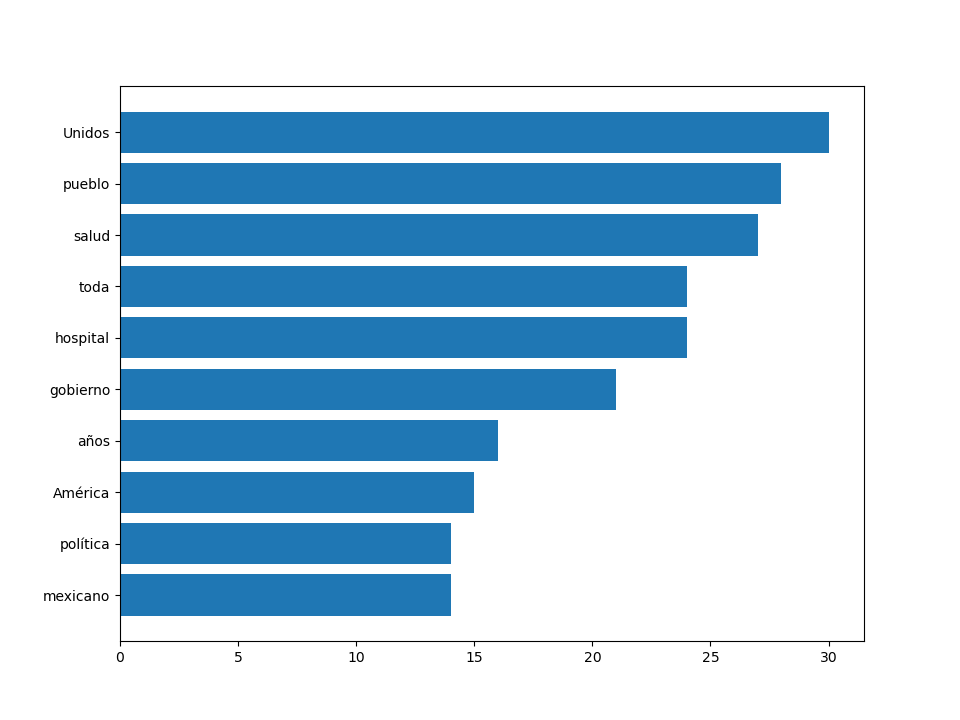 Unidos
pueblo
salud
toda
hospital
gobierno
años
América
política
mexicano
0 5 10 15 20 25 30